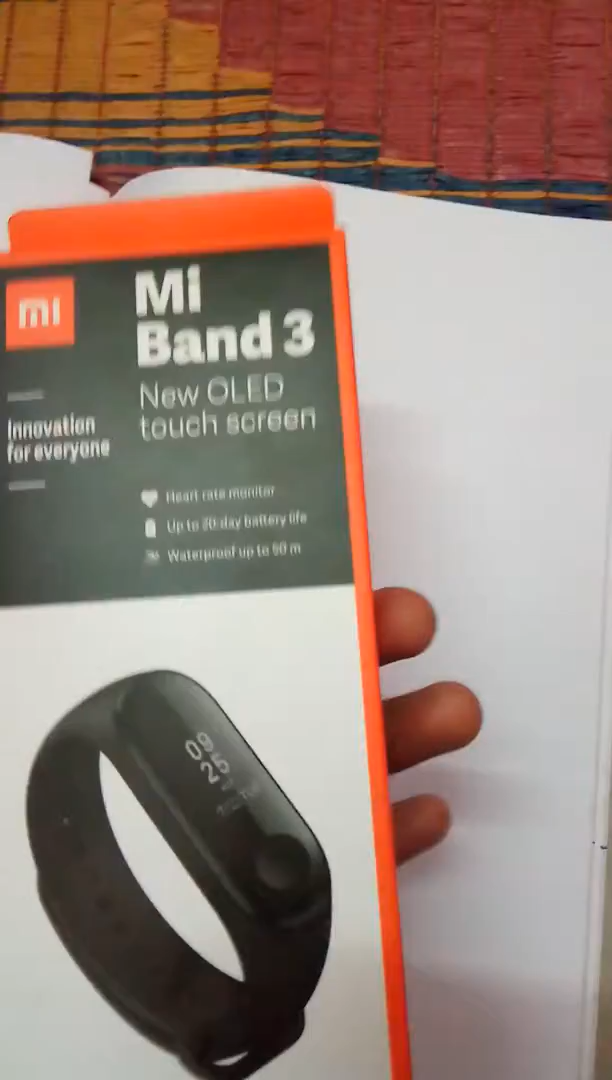 mi
Mi
Band 3
New OLED
touch screen
Innovation
for everyone
Heart rate monitor
Up to 20-day battery life
Waterproof up to 50 m
09
25